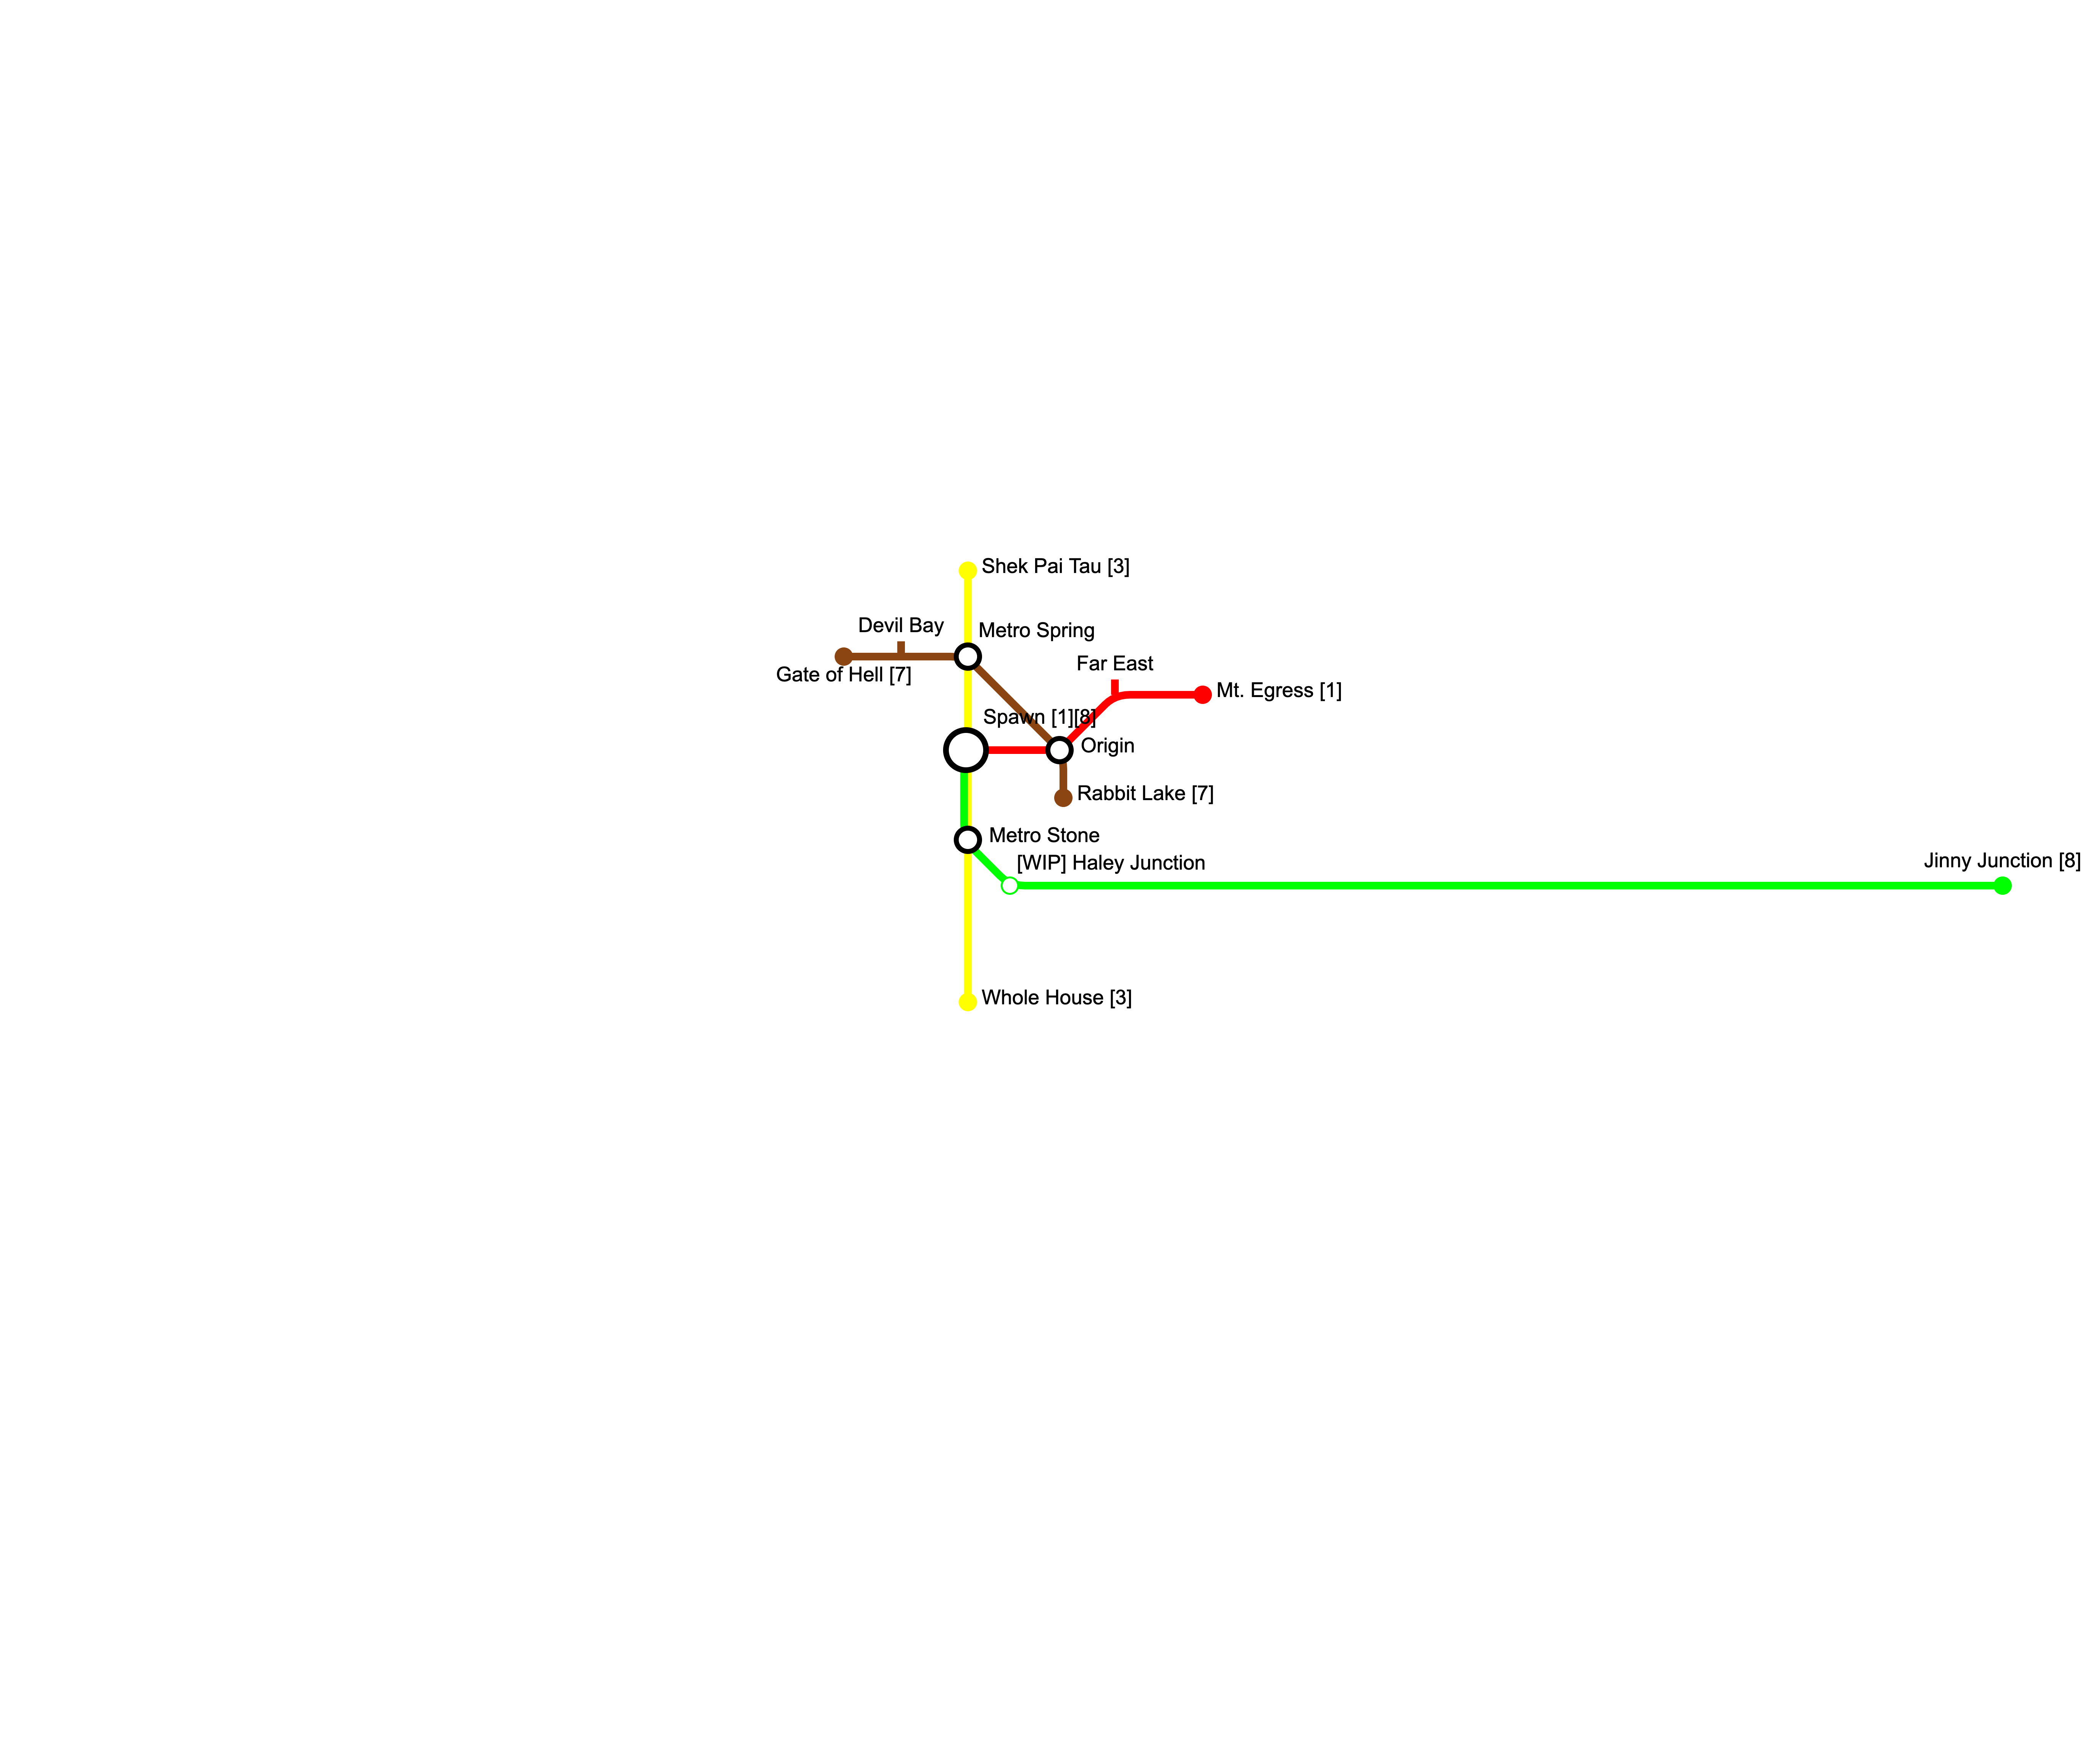 Shek Pai Tau [3]
Devil Bay
Metro Spring
Far East
Gate of Hell [7]
Mt. Egress [1]
Spawn [1][8]
Origin
Rabbit Lake [7]
Metro Stone
[WIP] Haley Junction
Jinny Junction [8]
Whole House [3]